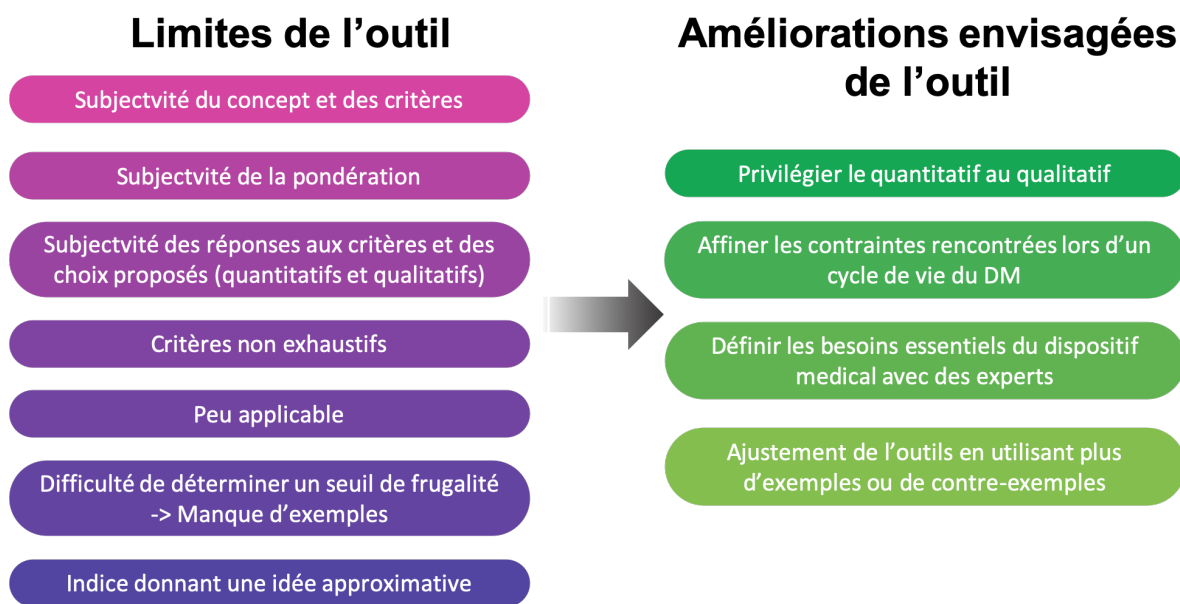 Limites de l’outil
Subjectvité du concept et des critères
Subjectvité de la pondération
Subjectvité des réponses aux critères et des
choix proposés (quantitatifs et qualitatifs)
Critères non exhaustifs
Peu applicable
Difficulté de déterminer un seuil de frugalité
-> Manque d’exemples
Indice donnant une idée approximative
Améliorations envisagées
de l’outil
Privilégier le quantitatif au qualitatif
Affiner les contraintes rencontrées lors d’un
cycle de vie du DM
Définir les besoins essentiels du dispositif
medical avec des experts
Ajustement de l’outils en utilisant plus
d’exemples ou de contre-exemples